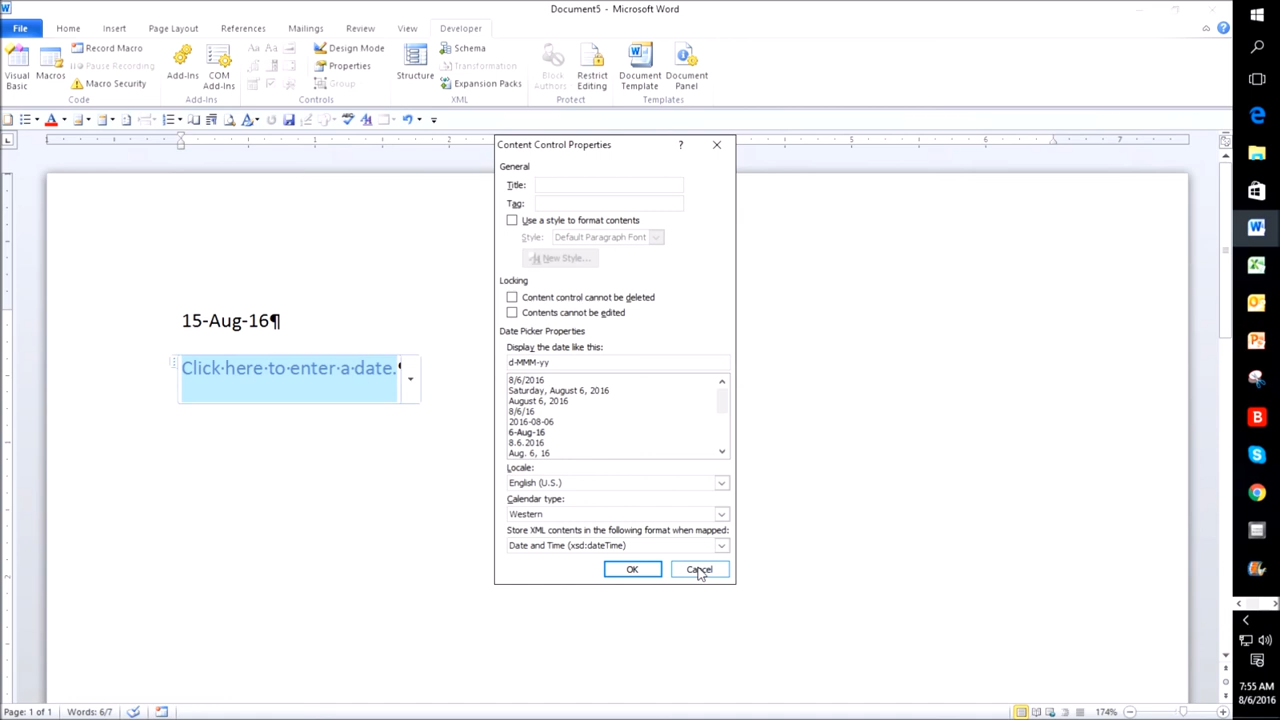 Document5 - Microsoft Word
File Home Insert Page Layout References Mailings Review View Developer
Visual Basic
Macros
Record Macro
Pause Recording
Macro Security
Code
Add-Ins
COM Add-Ins
Add-Ins
Aa Aa
Design Mode
Properties
Group
Controls
Structure
Schema
Transformation
Expansion Packs
XML
Block Authors
Restrict Editing
Protect
Document Template
Document Panel
Templates
1 2 5 6 7
15-Aug-16¶
Click·here·to·enter·a·date.
Content Control Properties
General
Title:
Tag:
Use a style to format contents
Style: Default Paragraph Font
New Style...
Locking
Content control cannot be deleted
Contents cannot be edited
Date Picker Properties
Display the date like this:
d-MMM-yy
8/6/2016
Saturday, August 6, 2016
August 6, 2016
8/6/16
2016-08-06
6-Aug-16
8.6.2016
Aug. 6, 16
Locale:
English (U.S.)
Calendar type:
Western
Store XML contents in the following format when mapped:
Date and Time (xsd:dateTime)
OK Cancel
Page: 1 of 1 Words: 6/7 174%
7:55 AM
8/6/2016